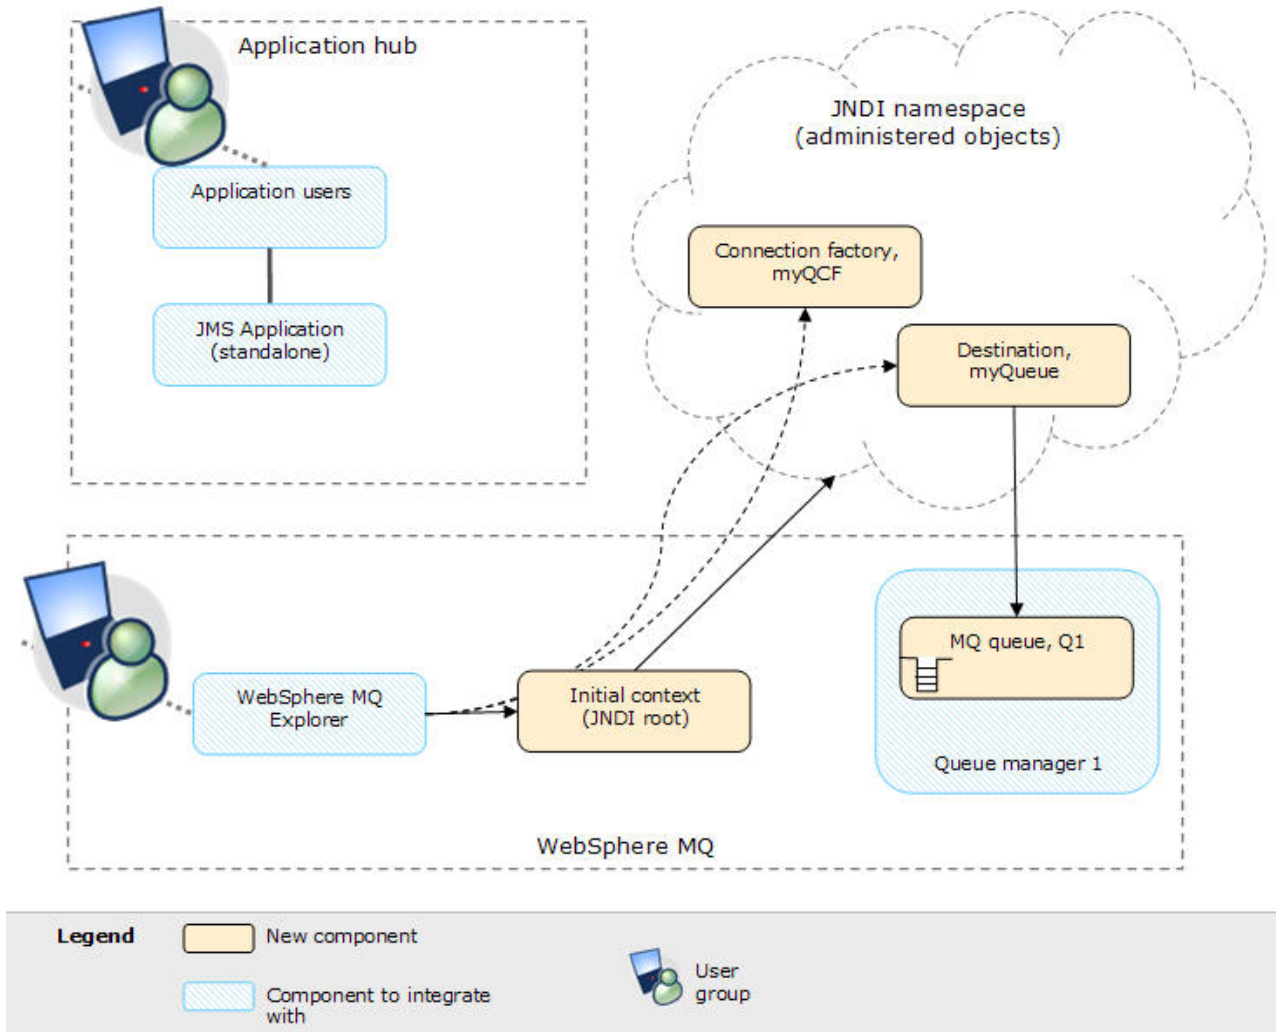 Application hub
Application users
JMS Application
(standalone)
JNDI namespace
(administered objects)
Connection factory,
myQCF
Destination,
myQueue
MQ queue, Q1
WebSphere MQ
Explorer
Initial context
(JNDI root)
Queue manager 1
WebSphere MQ
Legend
New component
Component to integrate
with
User
group